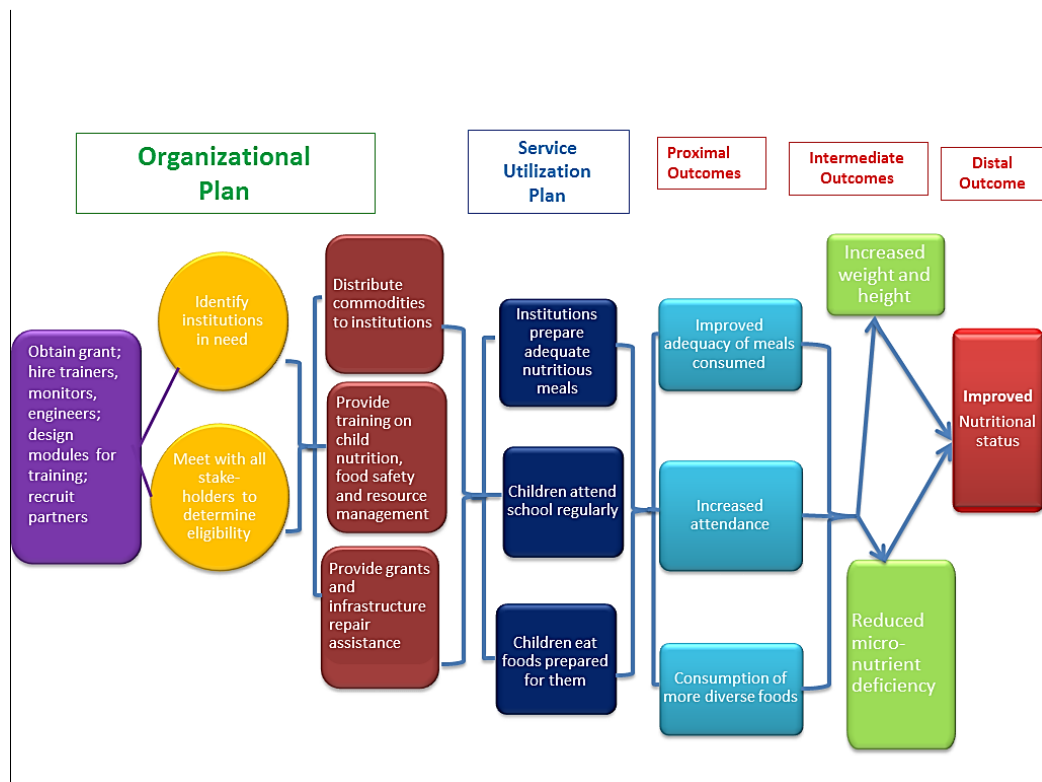 Organizational
Plan
Service
Utilization
Plan
Proximal
Outcomes
Intermediate
Outcomes
Distal
Outcome
Obtain grant;
hire trainers,
monitors,
engineers;
design
modules for
training;
recruit
partners
Identify
institutions
in need
Meet with all
stake-
holders to
determine
eligibility
Distribute
commodities
to institutions
Provide
training on
child
nutrition,
food safety
and resource
management
Provide grants
and
infrastructure
repair
assistance
Institutions
prepare
adequate
nutritious
meals
Children attend
school regularly
Children eat
foods prepared
for them
Improved
adequacy of meals
consumed
Increased
attendance
Consumption of
more diverse foods
Increased
weight and
height
Reduced
micro-
nutrient
deficiency
Improved
Nutritional
status